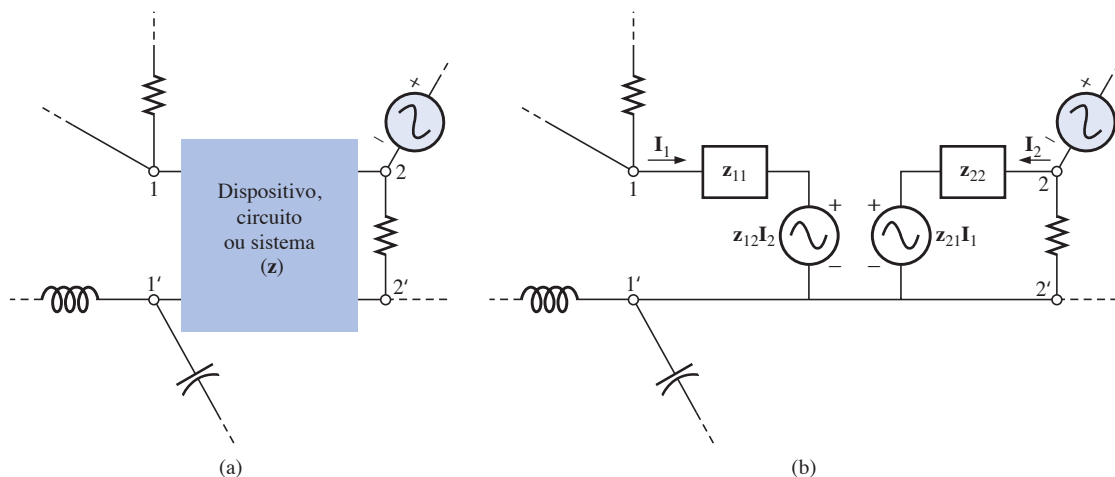 +
−
1
2
Dispositivo,
circuito
ou sistema
(z)
1′
2′
(a)
+
−
I1
I2
1
z11
z22
2
+
+
z12I2
z21I1
−
−
1′
2′
(b)